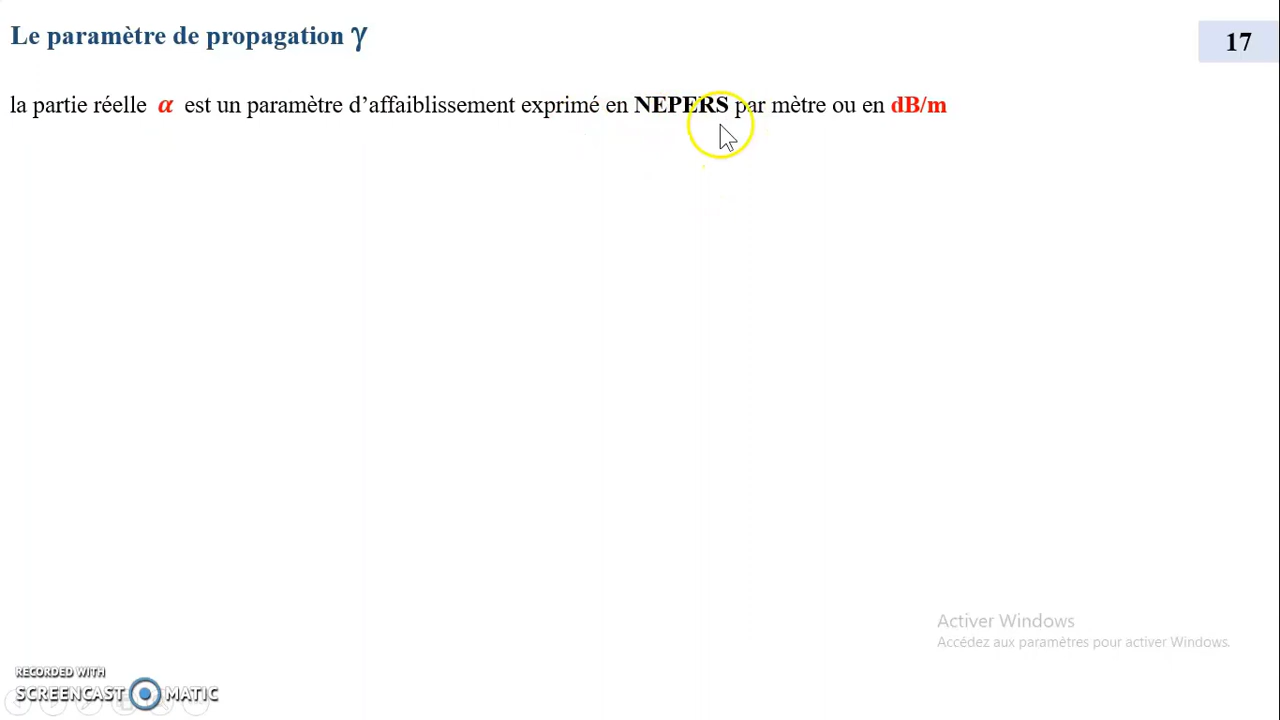 Le paramètre de propagation γ
17
la partie réelle α est un paramètre d’affaiblissement exprimé en NEPERS par mètre ou en dB/m
Activer Windows
Accédez aux paramètres pour activer Windows.
RECORDED WITH
SCREENCAST MATIC